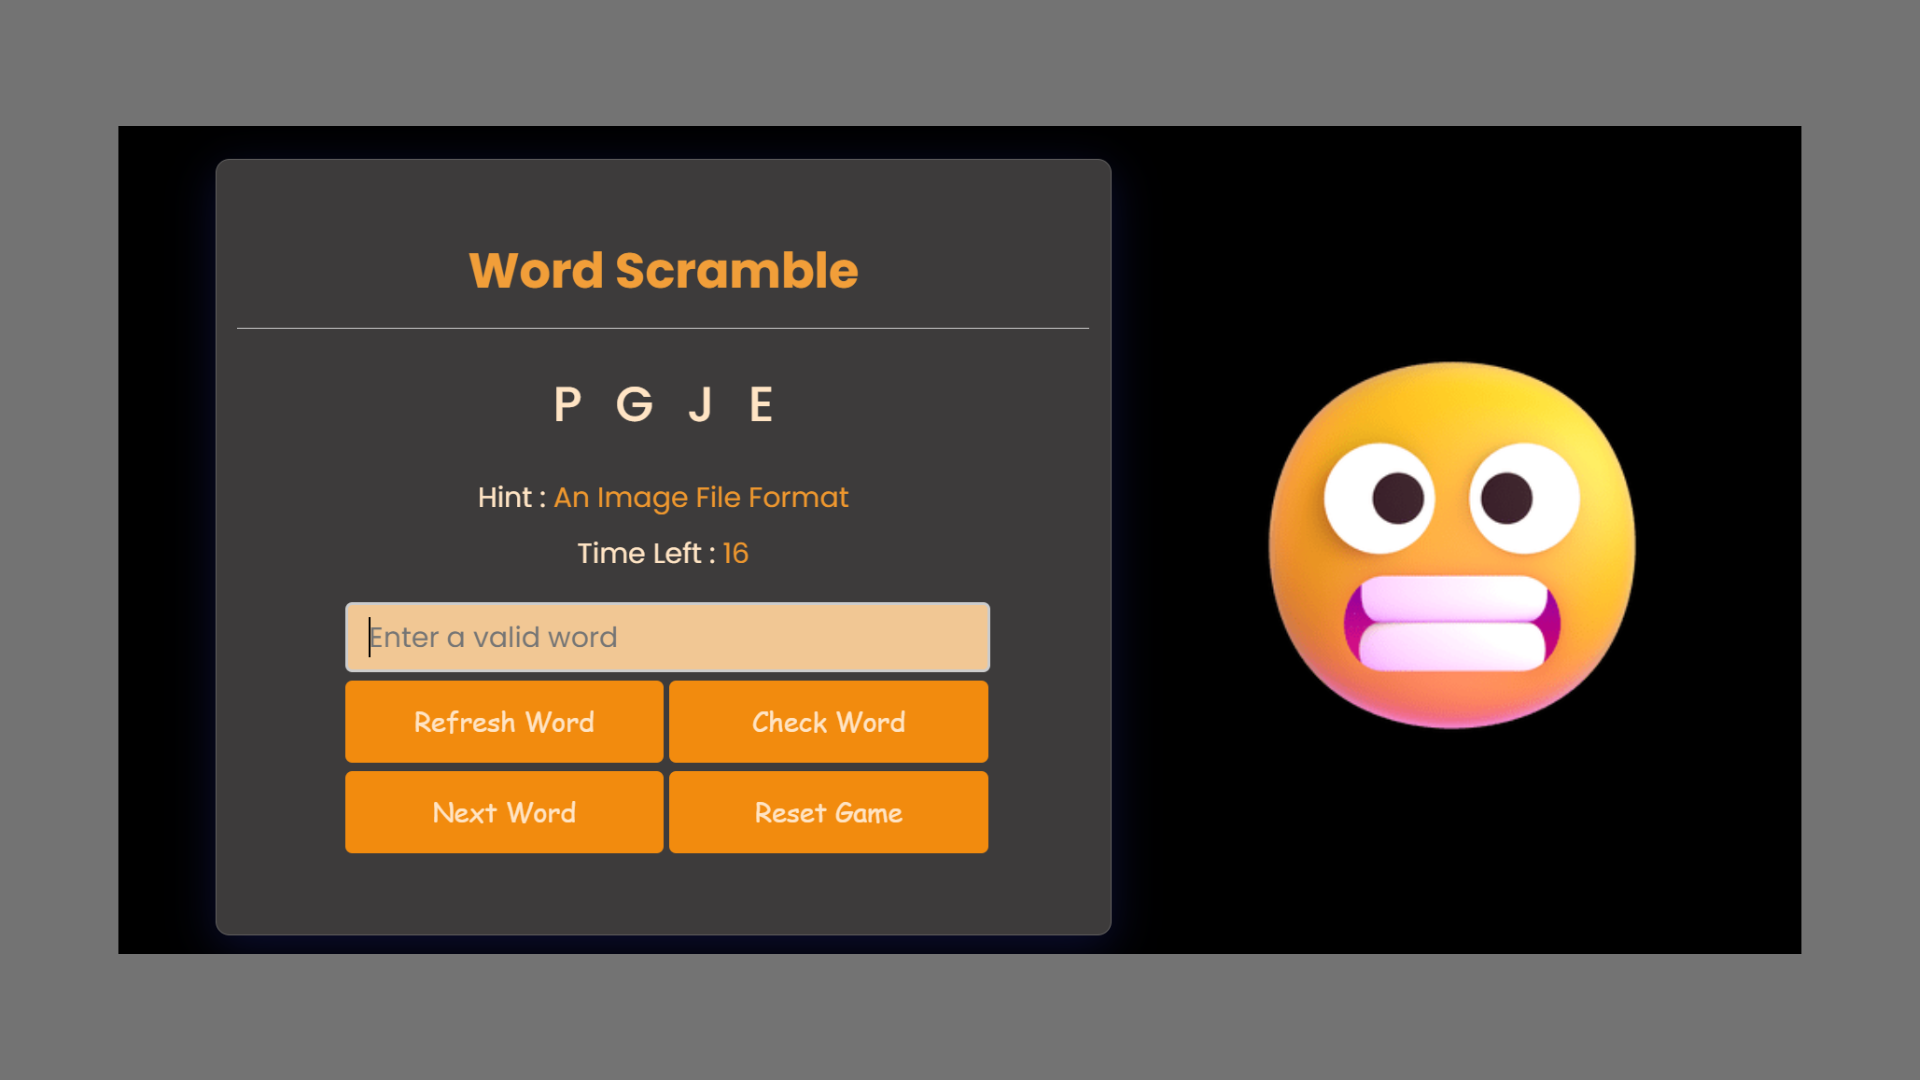 Word Scramble
P G J E
Hint : An Image File Format
Time Left : 16
Enter a valid word
Refresh Word Check Word
Next Word Reset Game